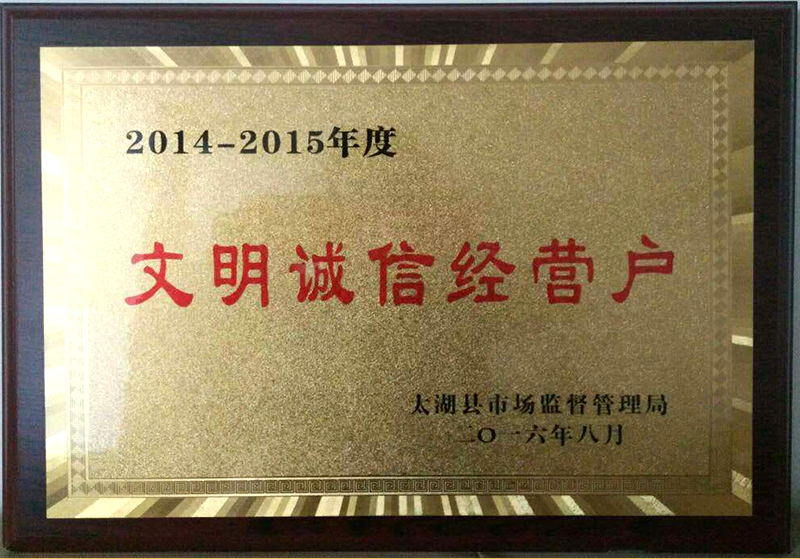 2014-2015年度
文明诚信经营户
太湖县市场监督管理局
二〇一六年八月